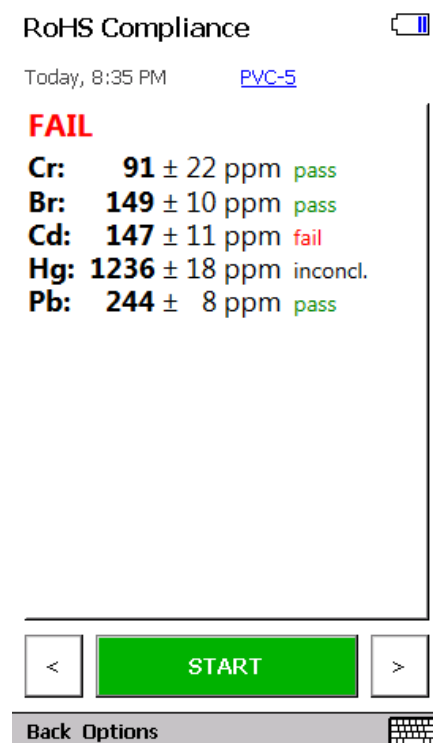 RoHS Compliance
Today, 8:35 PM PVC-5
FAIL
Cr: 91 ± 22 ppm pass
Br: 149 ± 10 ppm pass
Cd: 147 ± 11 ppm fail
Hg: 1236 ± 18 ppm inconcl.
Pb: 244 ± 8 ppm pass
< START >
Back Options